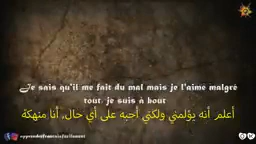 Je sais qu'il me fait du mal mais je l'aime malgré
tout, je suis à bout
أعلم أنه يؤلمني ولكني أحبه على أي حال، أنا منهكة
apprendrefrancaisfacilement